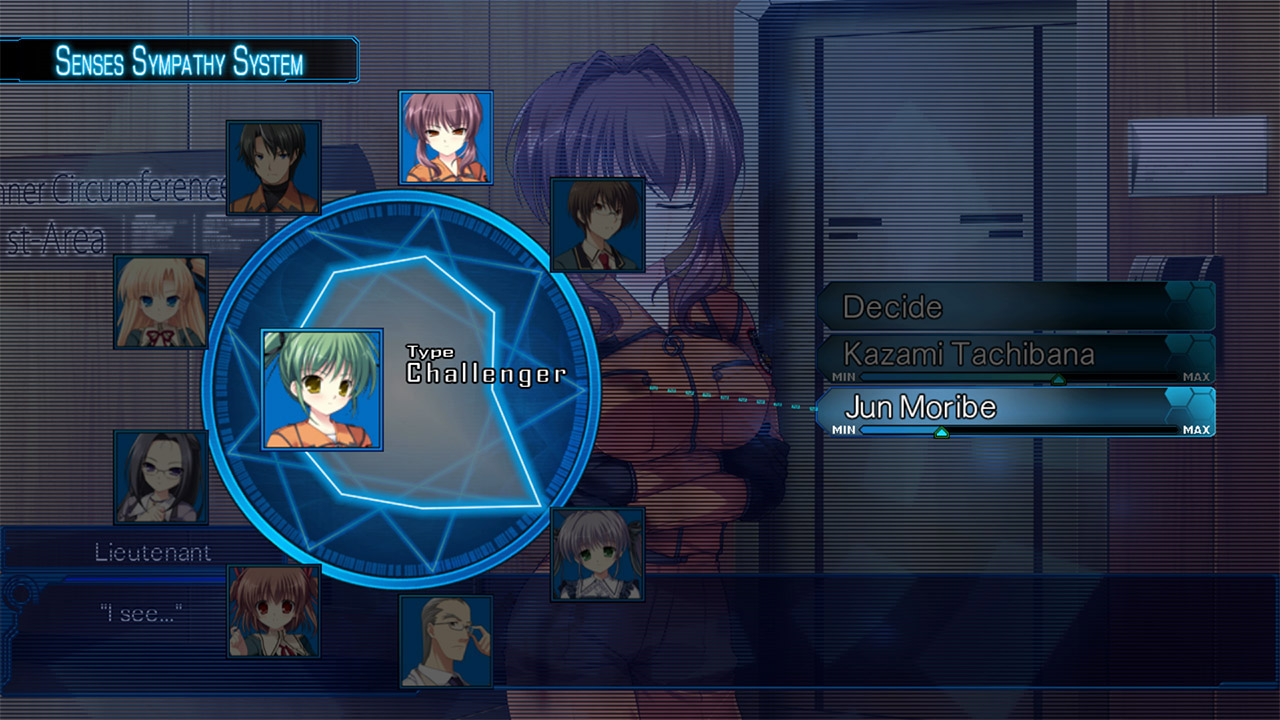 SENSES SYMPATHY SYSTEM
ner Circumference
st-Area
Type
Challenger
Decide
Kazami Tachibana
MIN MAX
Jun Moribe
MIN MAX
Lieutenant
"I see..."